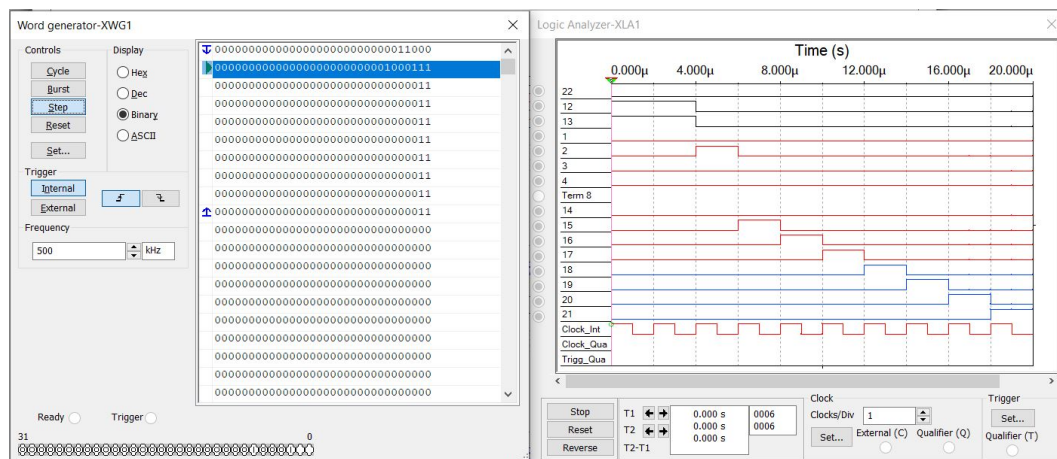 Word generator-XWG1
Controls
Cycle
Burst
Step
Reset
Set...
Display
Hex
Dec
Binary
ASCII
Trigger
Internal
External
Frequency
500
kHz
00000000000000000000000000011000
00000000000000000000000001000111
00000000000000000000000000000011
00000000000000000000000000000011
00000000000000000000000000000011
00000000000000000000000000000011
00000000000000000000000000000011
00000000000000000000000000000011
00000000000000000000000000000011
00000000000000000000000000000011
00000000000000000000000000000000
00000000000000000000000000000000
00000000000000000000000000000000
00000000000000000000000000000000
00000000000000000000000000000000
00000000000000000000000000000000
00000000000000000000000000000000
00000000000000000000000000000000
00000000000000000000000000000000
00000000000000000000000000000000
Ready
Trigger
31
0
Logic Analyzer-XLA1
Time (s)
0.000µ 4.000µ 8.000µ 12.000µ 16.000µ 20.000µ
22
12
13
1
2
3
4
Term 8
14
15
16
17
18
19
20
21
Clock_Int
Clock_Qua
Trigg_Qua
Stop
Reset
Reverse
T1
T2
T2-T1
0.000 s
0.000 s
0.000 s
0006
0006
Clock
Clocks/Div 1
Set...
External (C)
Qualifier (Q)
Trigger
Set...
Qualifier (T)